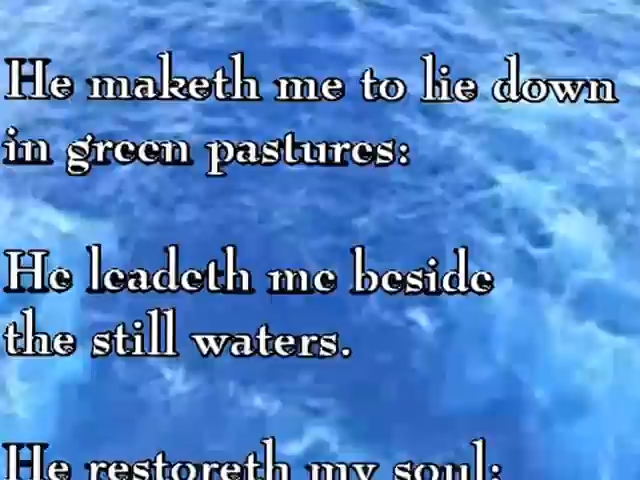 He maketh me to lie down
in green pastures:
He leadeth me beside
the still waters.
He restoreth my soul: